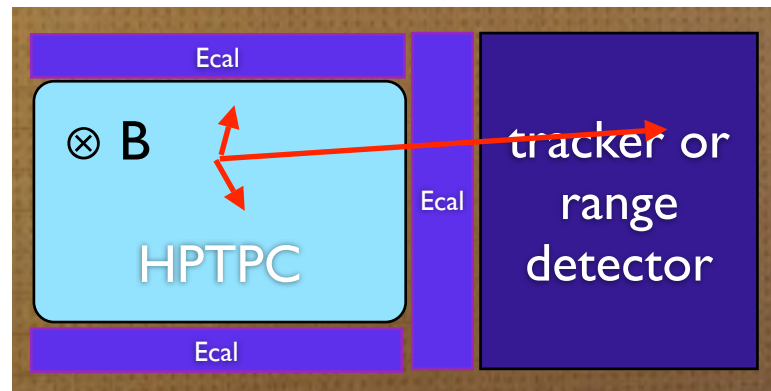 Ecal
⊗ B
HPTPC
Ecal
Ecal
tracker or
range
detector